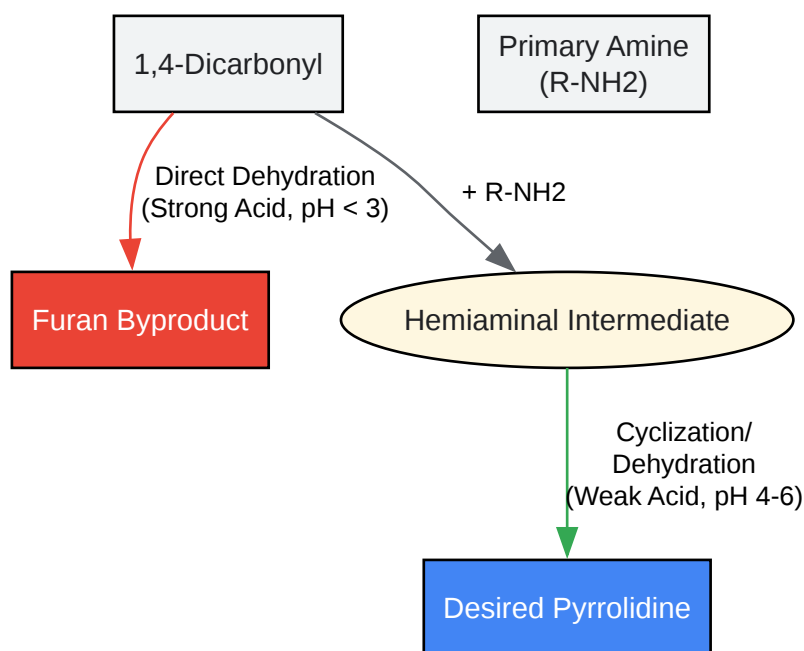 1,4-Dicarbonyl
Primary Amine
(R-NH2)
Direct Dehydration
(Strong Acid, pH < 3)
+ R-NH2
Furan Byproduct
Hemiaminal Intermediate
Cyclization/
Dehydration
(Weak Acid, pH 4-6)
Desired Pyrrolidine